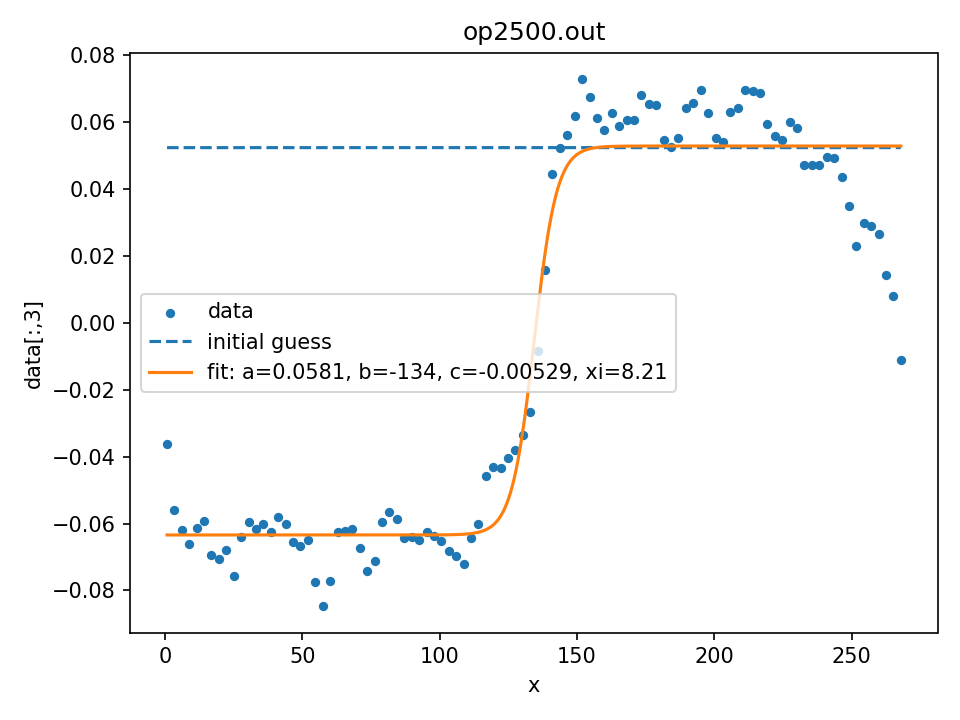 op2500.out
0.08
0.06
0.04
0.02
0.00
−0.02
−0.04
−0.06
−0.08
data[:,3]
data
initial guess
fit: a=0.0581, b=-134, c=-0.00529, xi=8.21
0 50 100 150 200 250
x